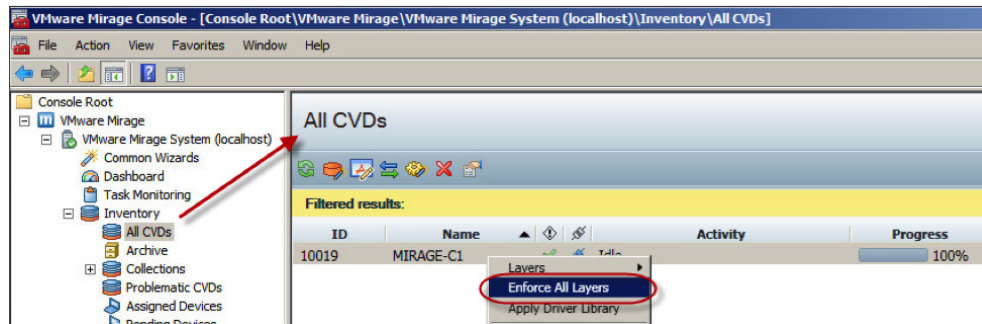 VMware Mirage Console - [Console Root\VMware Mirage\VMware Mirage System (localhost)\Inventory\All CVDs]
File Action View Favorites Window Help
Console Root
VMware Mirage
VMware Mirage System (localhost)
Common Wizards
Dashboard
Task Monitoring
Inventory
All CVDs
Archive
Collections
Problematic CVDs
Assigned Devices
Pending Devices
All CVDs
Filtered results:
ID Name Activity Progress
10019 MIRAGE-C1 Idle 100%
Layers
Enforce All Layers
Apply Driver Library